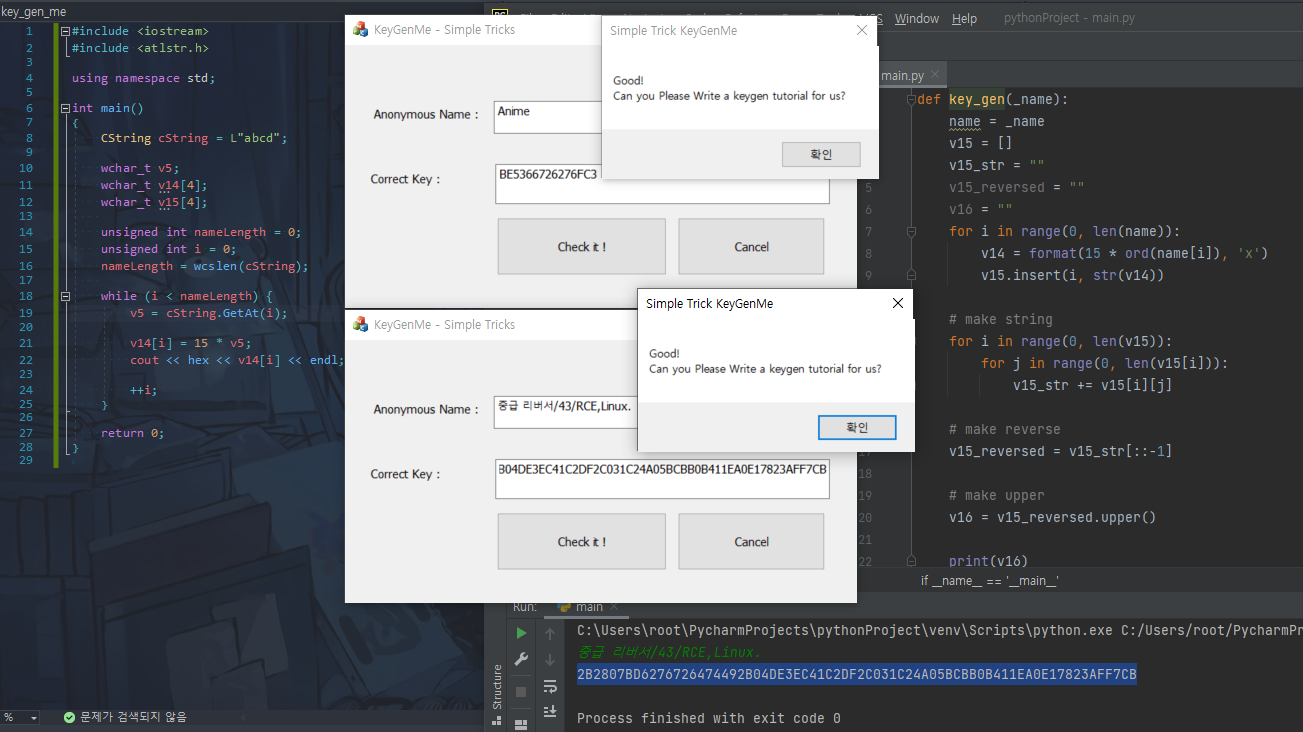 key_gen_me
1 #include <iostream>
2 #include <atlstr.h>
3
4 using namespace std;
5
6 int main()
7 {
8 CString cString = L"abcd";
9
10 wchar_t v5;
11 wchar_t v14[4];
12 wchar_t v15[4];
13
14 unsigned int nameLength = 0;
15 unsigned int i = 0;
16 nameLength = wcslen(cString);
17
18 while (i < nameLength) {
19 v5 = cString.GetAt(i);
20
21 v14[i] = 15 * v5;
22 cout << hex << v14[i] << endl;
23
24 ++i;
25 }
26
27 return 0;
28 }
29
%
문제가 검색되지 않음
KeyGenMe - Simple Tricks
Anonymous Name :
Anime
Correct Key :
BE5366726276FC3
Check it !
Cancel
Simple Trick KeyGenMe
Good!
Can you Please Write a keygen tutorial for us?
확인
KeyGenMe - Simple Tricks
Anonymous Name :
중급 리버서/43/RCE,Linux.
Correct Key :
B04DE3EC41C2DF2C031C24A05BCBB0B411EA0E17823AFF7CB
Check it !
Cancel
Simple Trick KeyGenMe
Good!
Can you Please Write a keygen tutorial for us?
확인
Window Help pythonProject - main.py
main.py
def key_gen(_name):
name = _name
v15 = []
v15_str = ""
5 v15_reversed = ""
6 v16 = ""
7 for i in range(0, len(name)):
8 v14 = format(15 * ord(name[i]), 'x')
9 v15.insert(i, str(v14))
# make string
for i in range(0, len(v15)):
for j in range(0, len(v15[i])):
v15_str += v15[i][j]
# make reverse
v15_reversed = v15_str[::-1]
18
19 # make upper
20 v16 = v15_reversed.upper()
21
22 print(v16)
if __name__ == '__main__'
Run: main
C:\Users\root\PycharmProjects\pythonProject\venv\Scripts\python.exe C:/Users/root/PycharmPr
중급 리버서/43/RCE,Linux.
2B2807BD6276726474492B04DE3EC41C2DF2C031C24A05BCBB0B411EA0E17823AFF7CB
Process finished with exit code 0
Structure